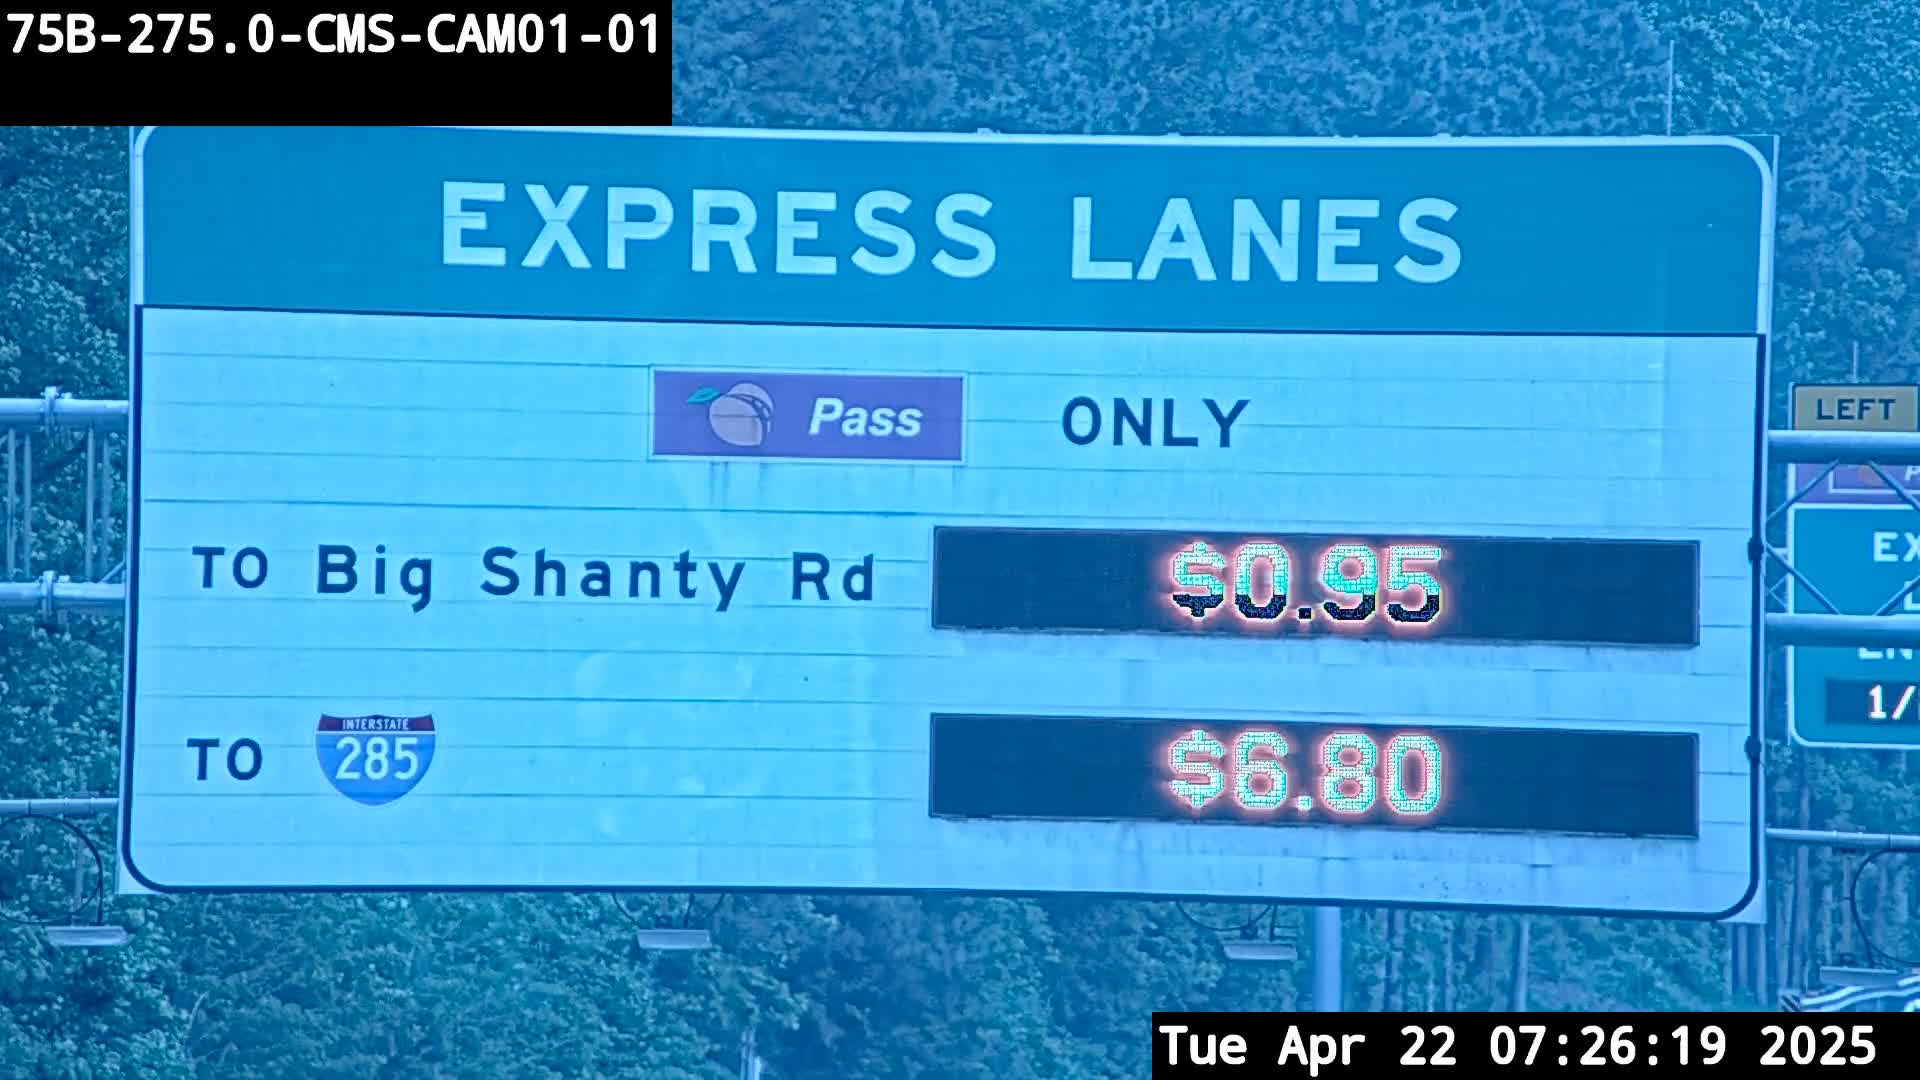 75B-275.0-CMS-CAM01-01
EXPRESS LANES
Pass ONLY
TO Big Shanty Rd $0.95
TO INTERSTATE 285 $6.80
LEFT
1/
Tue Apr 22 07:26:19 2025